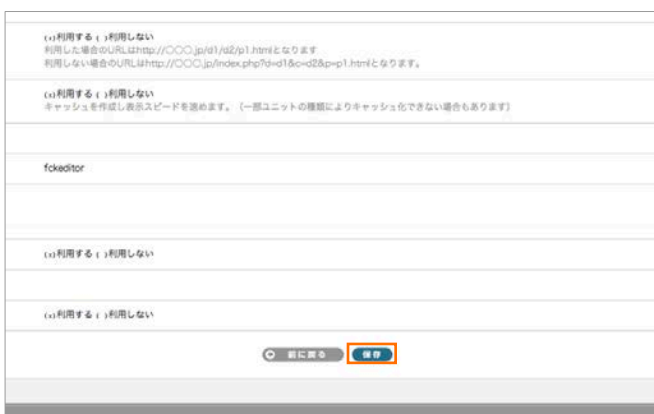 (x)利用する ( )利用しない
利用した場合のURLはhttp://〇〇〇.jp/d1/d2/p1.htmlとなります
利用しない場合のURLはhttp://〇〇〇.jp/index.php?d=d1&c=d2&p=p1.htmlとなります。
(x)利用する ( )利用しない
キャッシュを作成し表示スピードを速めます。（一部ユニットの種類によりキャッシュ化できない場合もあります）
fckeditor
(x)利用する ( )利用しない
(x)利用する ( )利用しない
前に戻る 保存